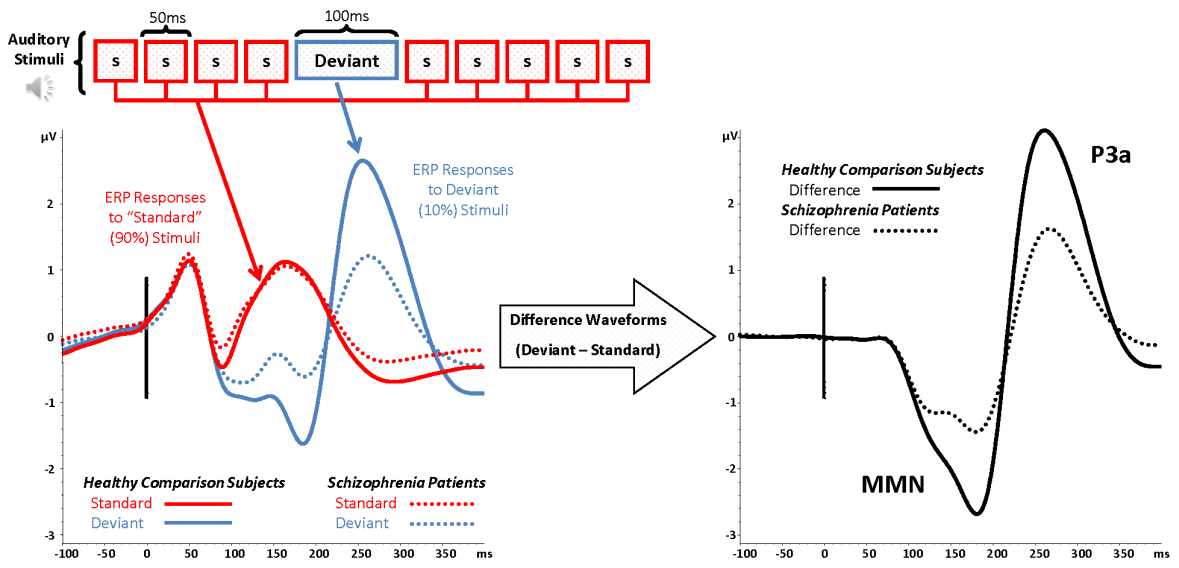 50ms
100ms
Auditory
Stimuli
s s s s Deviant s s s s s
µV
2
1
0
-1
-2
-3
-100 -50 0 50 100 150 200 250 300 350 ms
ERP Responses
to “Standard”
(90%) Stimuli
ERP Responses
to Deviant
(10%) Stimuli
Healthy Comparison Subjects
Standard
Deviant
Schizophrenia Patients
Standard
Deviant
Difference Waveforms
(Deviant – Standard)
µV
3
2
1
0
-1
-2
-3
-100 -50 0 50 100 150 200 250 300 350 ms
Healthy Comparison Subjects
Difference
Schizophrenia Patients
Difference
P3a
MMN